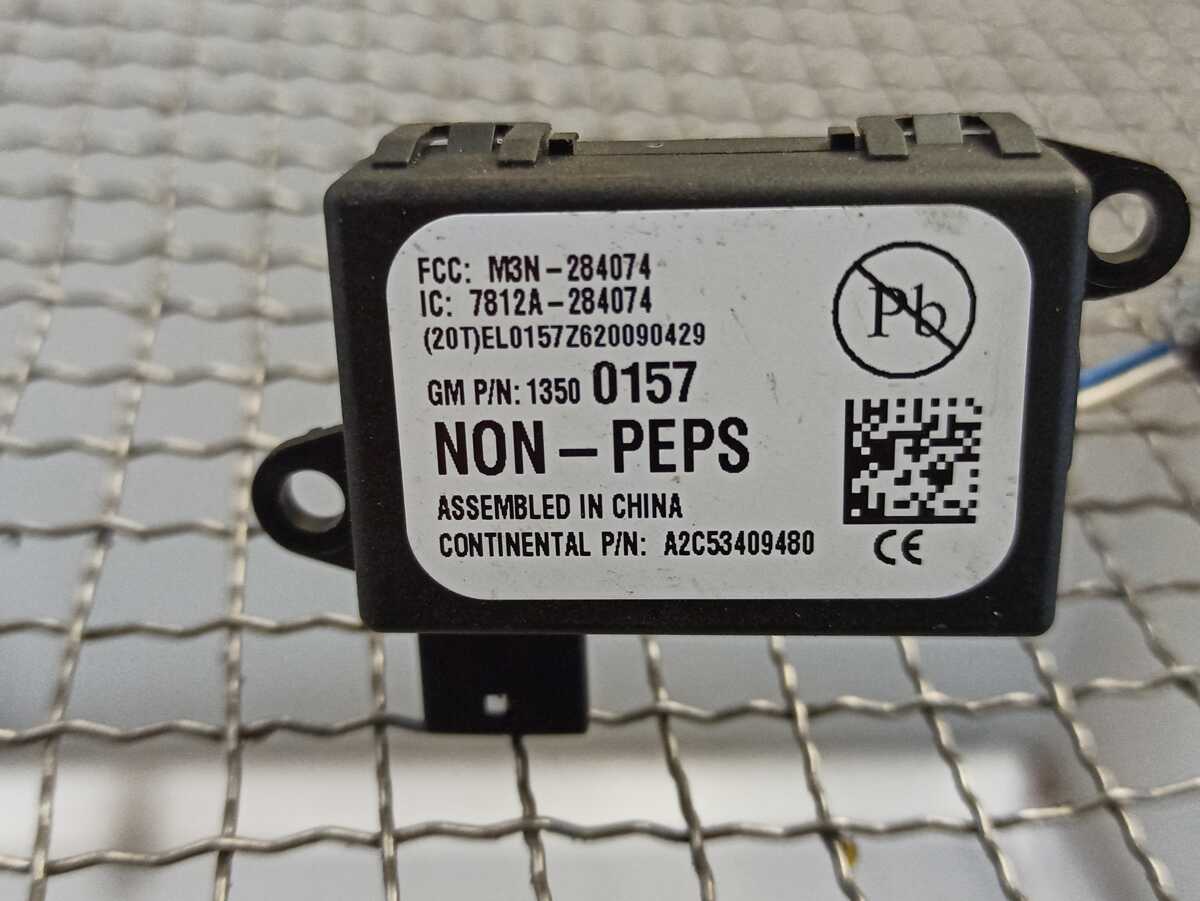 FCC: M3N-284074
IC: 7812A-284074
(20T)EL0157Z620090429
GM P/N: 1350 0157
NON-PEPS
ASSEMBLED IN CHINA
CONTINENTAL P/N: A2C53409480
Pb
CE